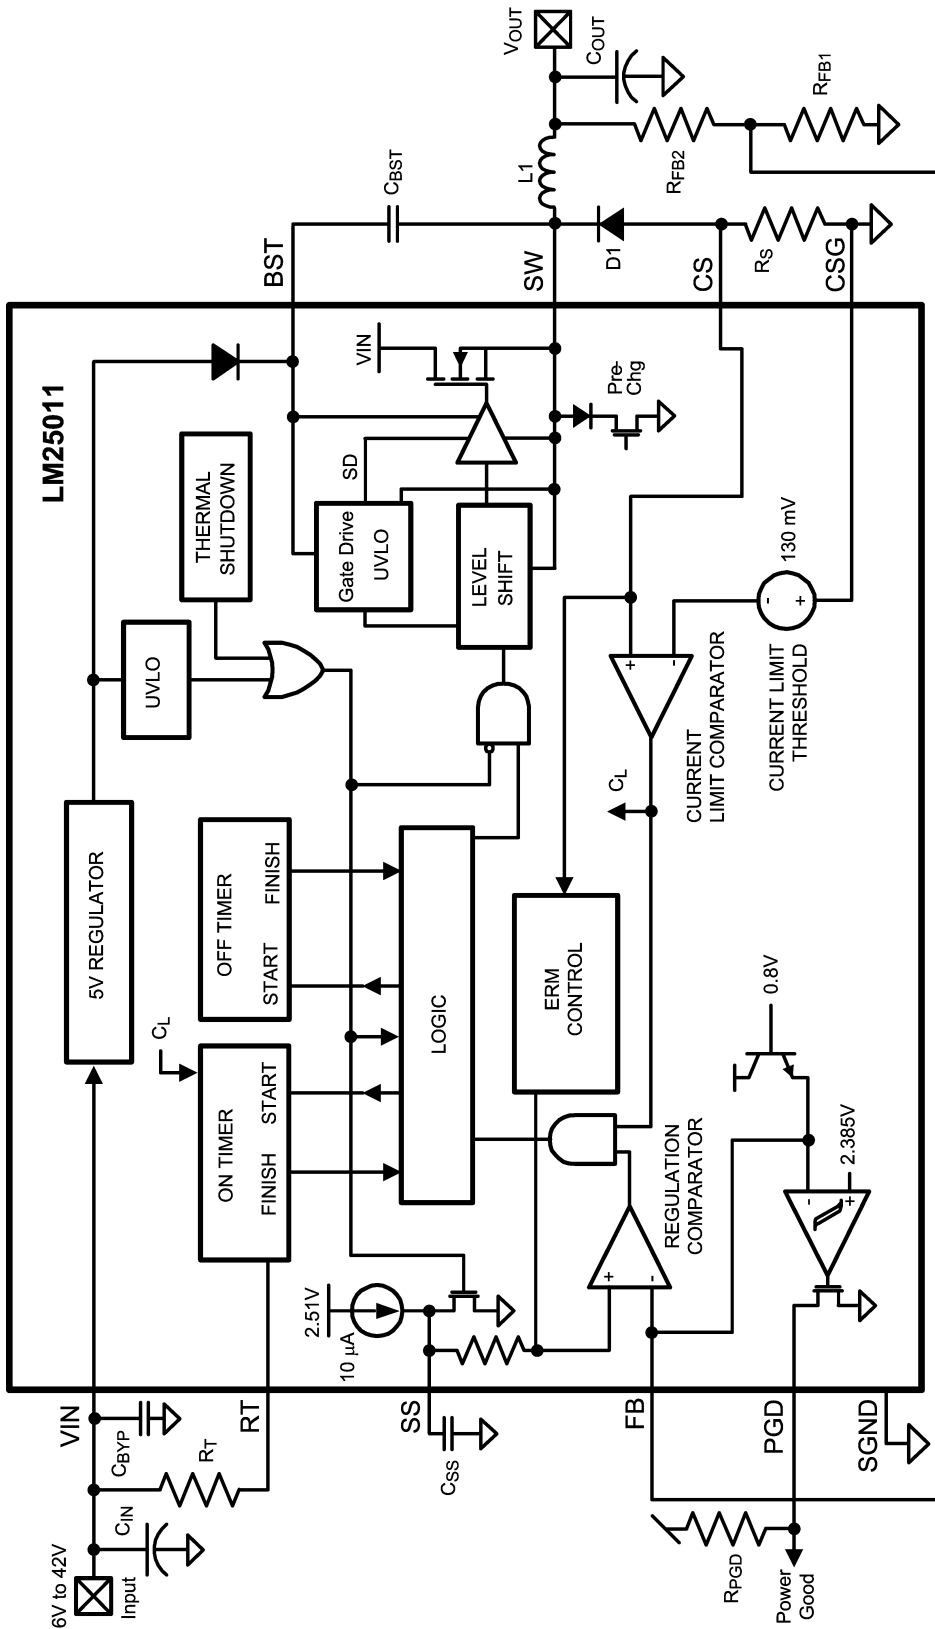 LM25011
6V to 42V
Input
CIN
CBYP
VIN
RT
RT
5V REGULATOR
CL
ON TIMER
FINISH START
OFF TIMER
START FINISH
UVLO
THERMAL
SHUTDOWN
BST
CBST
VIN
SD
Gate Drive
UVLO
LEVEL
SHIFT
SW
L1
VOUT
COUT
RFB2
RFB1
D1
Pre-
Chg
CS
RS
CSG
LOGIC
2.51V
10 µA
SS
CSS
ERM
CONTROL
CL
+
-
CURRENT
LIMIT COMPARATOR
-
+
130 mV
CURRENT LIMIT
THRESHOLD
+
-
REGULATION
COMPARATOR
FB
0.8V
-
+
2.385V
PGD
SGND
RPGD
Power
Good